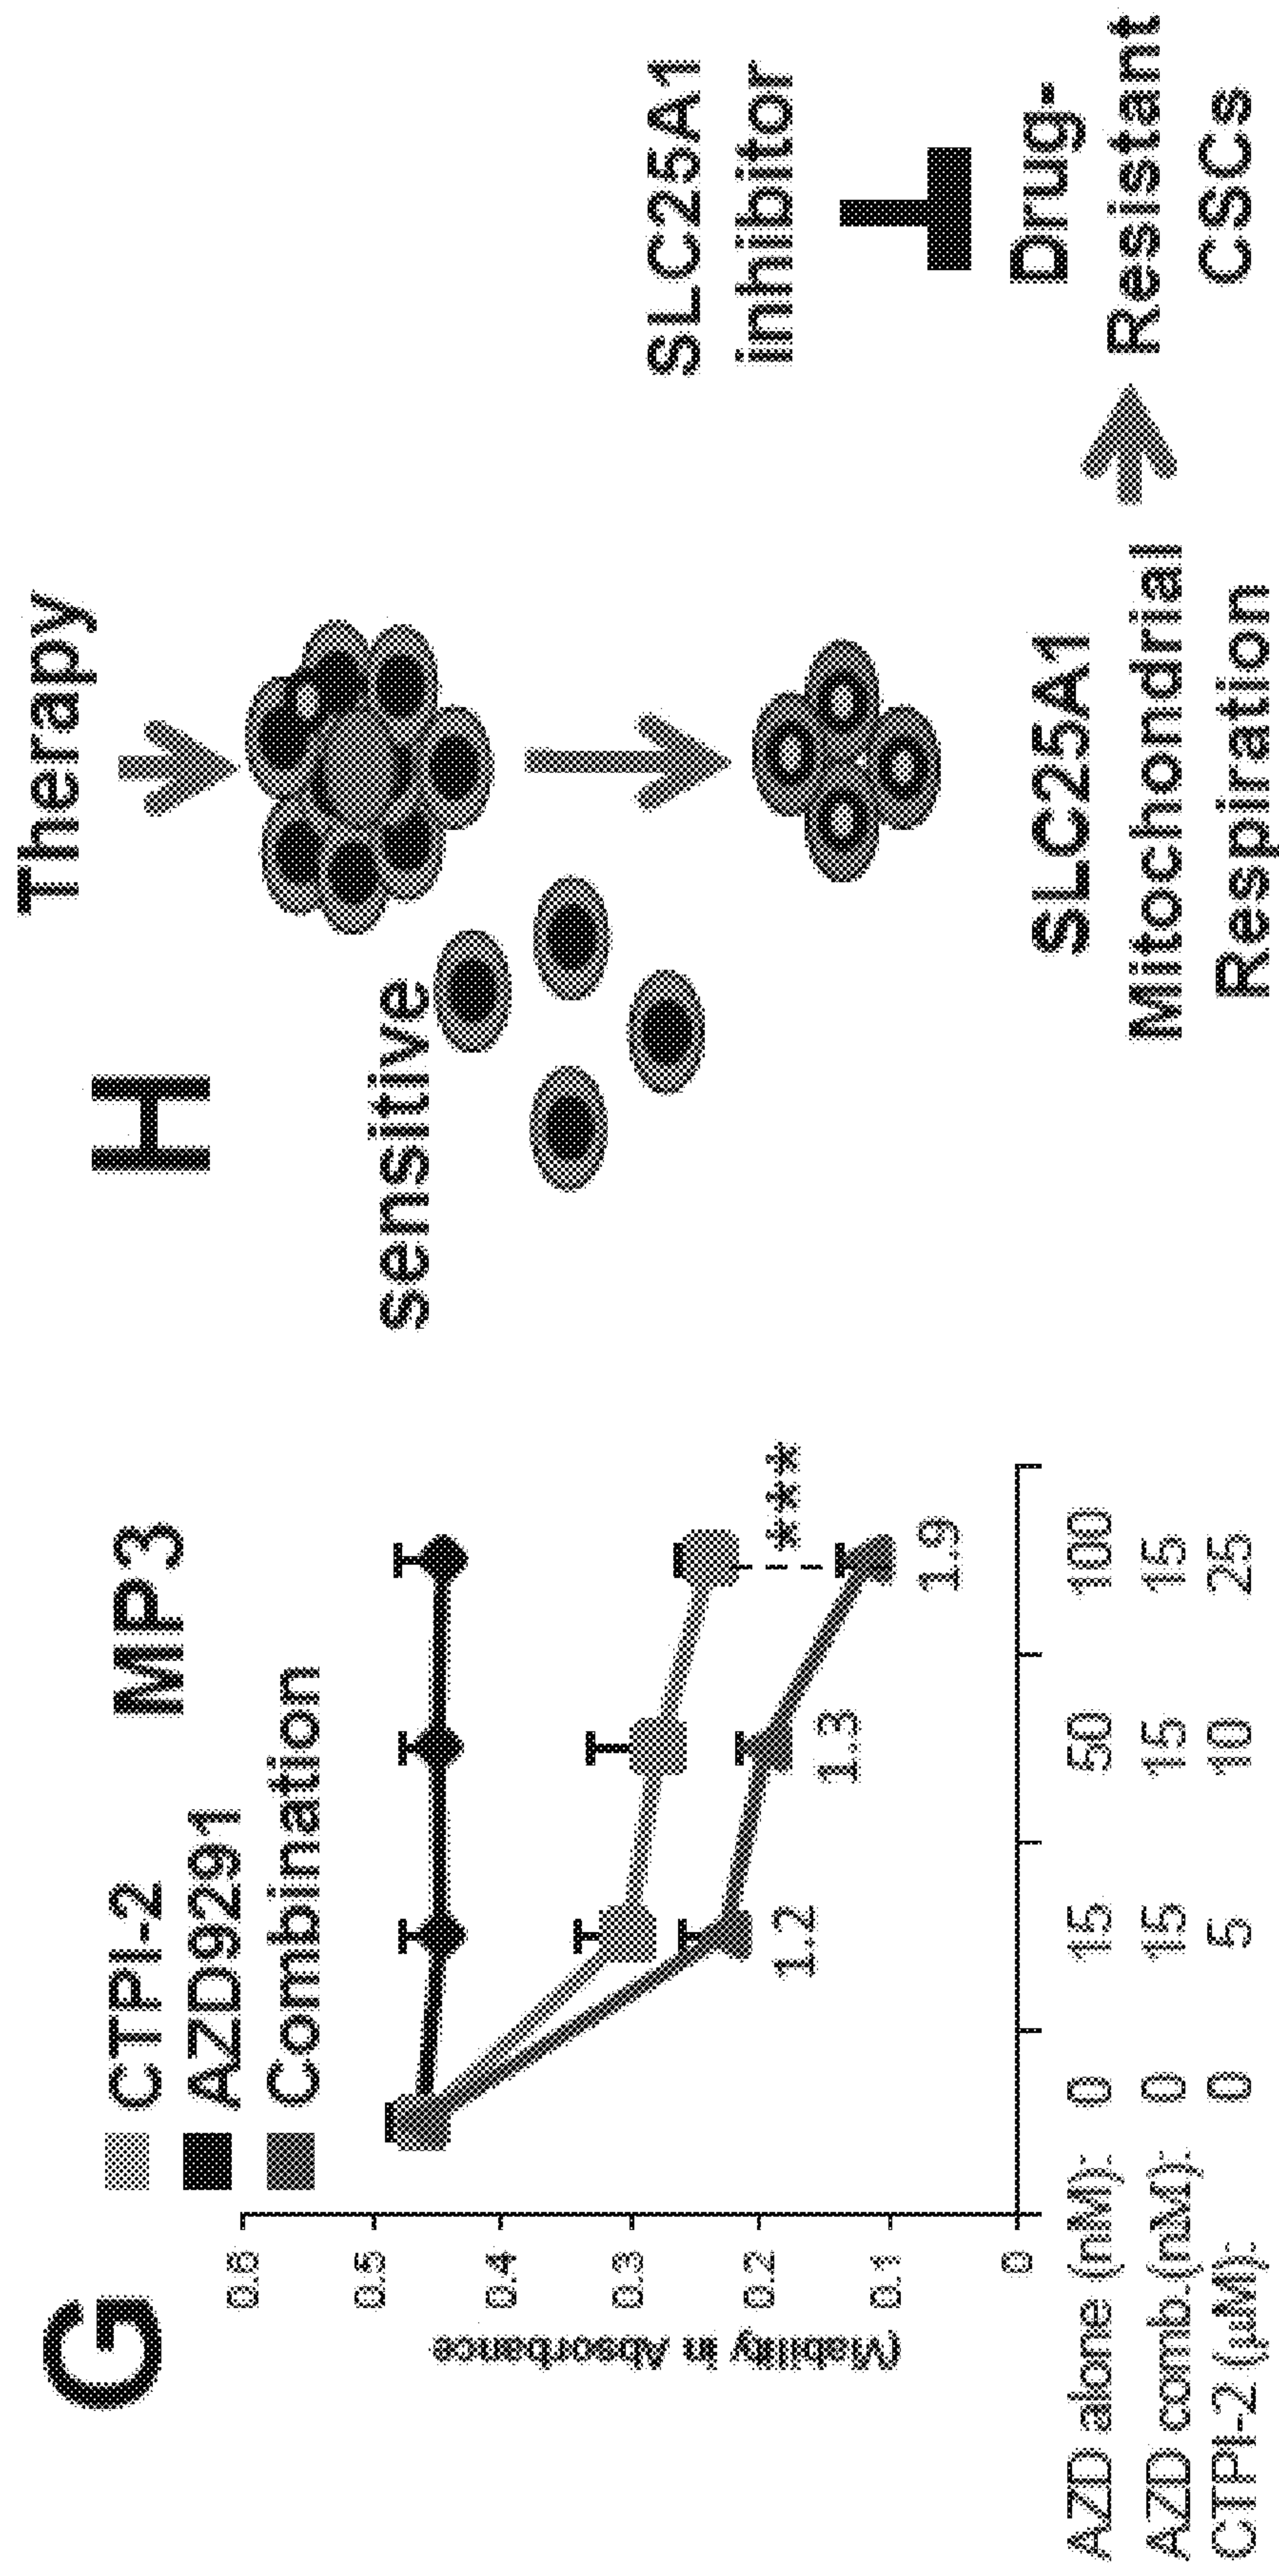 G
MP3
CTPI-2
AZD9291
Combination
(Viability in Absorbance
0.6
0.5
0.4
0.3
0.2
0.1
0
***
1.2
1.3
1.9
AZD alone (nM): 0 15 50 100
AZD comb.(nM): 0 15 15 15
CTPI-2 (µM): 0 5 10 25
H
Therapy
sensitive
SLC25A1
Mitochondrial
Respiration
SLC25A1
inhibitor
Drug-
Resistant
CSCs